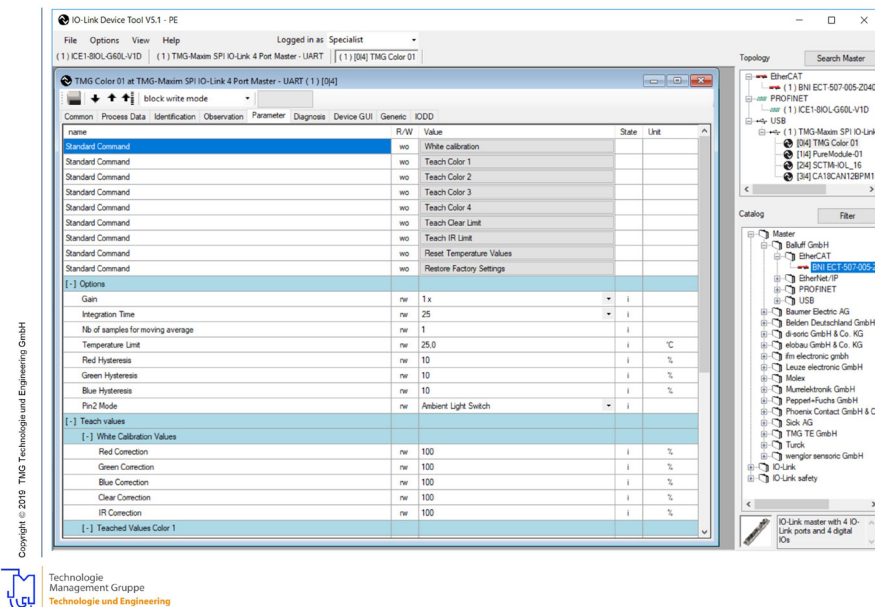 IO-Link Device Tool V5.1 - PE
File Options View Help Logged in as Specialist
( 1 ) ICE1-8IOL-G60L-V1D ( 1 ) TMG-Maxim SPI IO-Link 4 Port Master - UART ( 1 ) [0|4] TMG Color 01
TMG Color 01 at TMG-Maxim SPI IO-Link 4 Port Master - UART ( 1 ) [0|4]
block write mode
Common Process Data Identification Observation Parameter Diagnosis Device GUI Generic IODD
name R/W Value State Unit
Standard Command wo White calibration
Standard Command wo Teach Color 1
Standard Command wo Teach Color 2
Standard Command wo Teach Color 3
Standard Command wo Teach Color 4
Standard Command wo Teach Clear Limit
Standard Command wo Teach IR Limit
Standard Command wo Reset Temperature Values
Standard Command wo Restore Factory Settings
[ - ] Options
Gain rw 1 x i
Integration Time rw 25 i
Nb of samples for moving average rw 1 i
Temperature Limit rw 25,0 i °C
Red Hysteresis rw 10 i %
Green Hysteresis rw 10 i %
Blue Hysteresis rw 10 i %
Pin2 Mode rw Ambient Light Switch i
[ - ] Teach values
[ - ] White Calibration Values
Red Correction rw 100 i %
Green Correction rw 100 i %
Blue Correction rw 100 i %
Clear Correction rw 100 i %
IR Correction rw 100 i %
[ - ] Teached Values Color 1
Topology Search Master
EtherCAT
( 1 ) BNI ECT-507-005-Z040
PROFINET
( 1 ) ICE1-8IOL-G60L-V1D
USB
( 1 ) TMG-Maxim SPI IO-Link
[0|4] TMG Color 01
[1|4] PureModule-01
[2|4] SCTMi-IOL_16
[3|4] CA18CAN12BPM1
Catalog Filter
Master
Balluff GmbH
EtherCAT
BNI ECT-507-005-Z
EtherNet/IP
PROFINET
USB
Baumer Electric AG
Belden Deutschland GmbH
di-soric GmbH & Co. KG
elobau GmbH & Co. KG
ifm electronic gmbh
Leuze electronic GmbH
Molex
Murrelektronik GmbH
Pepperl+Fuchs GmbH
Phoenix Contact GmbH & C
Sick AG
TMG TE GmbH
Turck
wenglor sensoric GmbH
IO-Link
IO-Link safety
IO-Link master with 4 IO-
Link ports and 4 digital
IOs
Copyright © 2019 TMG Technologie und Engineering GmbH
Technologie
Management Gruppe
Technologie und Engineering